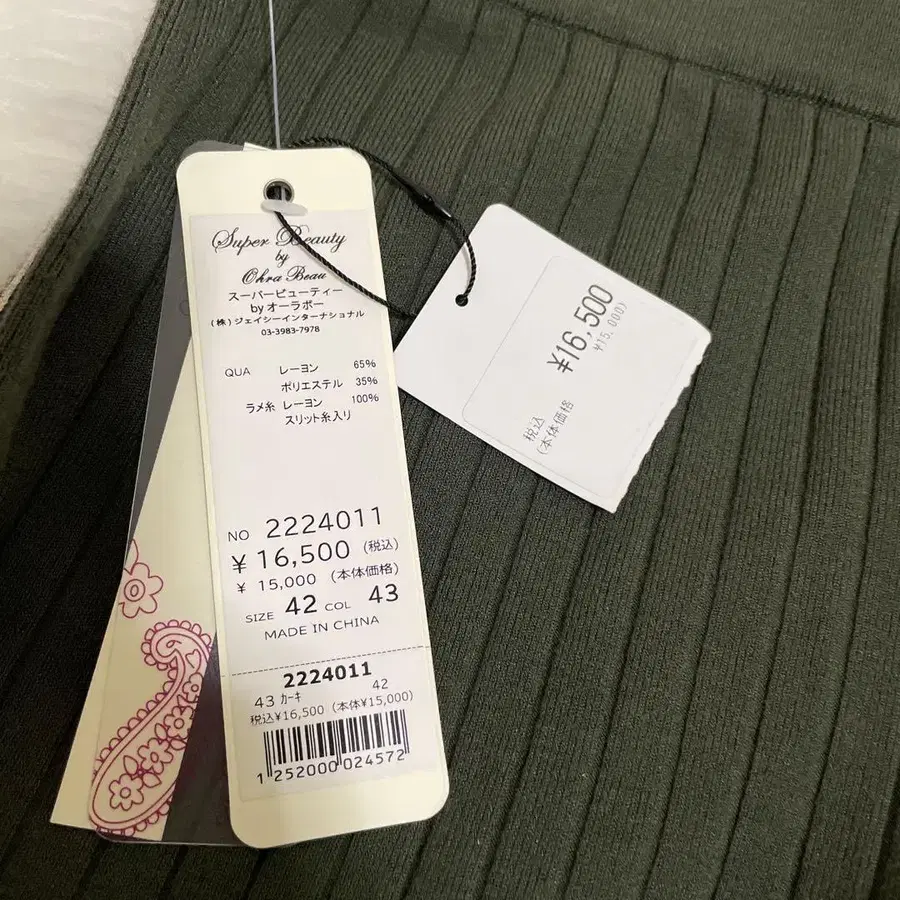 Super Beauty
by
Ohra Beau
スーパービューティー
by オーラボー
(株)ジェイシーインターナショナル
03-3983-7978
QUA レーヨン 65%
ポリエステル 35%
ラメ糸 レーヨン 100%
スリット糸入り
NO 2224011
¥ 16,500 (税込)
¥ 15,000 (本体価格)
SIZE 42 COL 43
MADE IN CHINA
2224011
43 カーキ 42
税込¥16,500 (本体¥15,000)
1 252000 024572
税込 ¥16,500
(本体価格 ¥15,000)